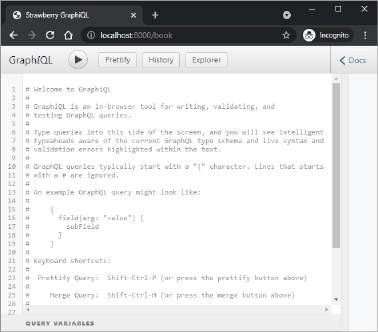 Strawberry GraphiQL
localhost:8000/book
Incognito
GraphiQL
Prettify
History
Explorer
Docs
1 # Welcome to GraphiQL
2 #
3 # GraphiQL is an in-browser tool for writing, validating, and
4 # testing GraphQL queries.
5 #
6 # Type queries into this side of the screen, and you will see intelligent
7 # typeaheads aware of the current GraphQL type schema and live syntax and
8 # validation errors highlighted within the text.
9 #
10 # GraphQL queries typically start with a "{" character. Lines that starts
11 # with a # are ignored.
12 #
13 # An example GraphQL query might look like:
14 #
15 #     {
16 #       field(arg: "value") {
17 #         subField
18 #       }
19 #     }
20 #
21 # Keyboard shortcuts:
22 #
23 #  Prettify Query:  Shift-Ctrl-P (or press the prettify button above)
24 #
25 #     Merge Query:  Shift-Ctrl-M (or press the merge button above)
26 #
27
QUERY VARIABLES